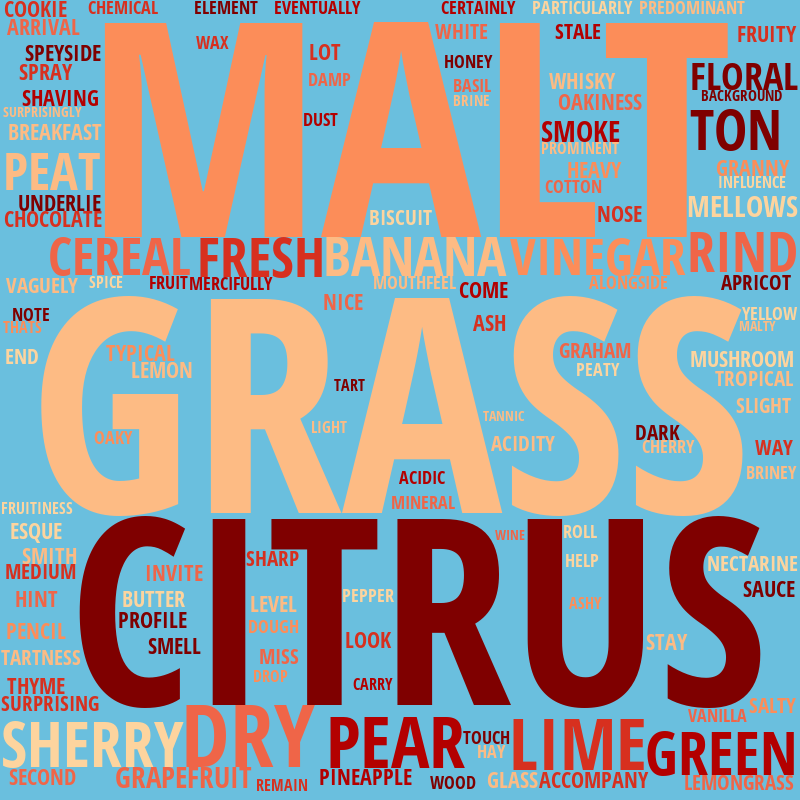 COOKIE CHEMICAL ELEMENT EVENTUALLY CERTAINLY PARTICULARLY PREDOMINANT
ARRIVAL WAX LOT WHITE STALE FRUITY
SPEYSIDE HONEY
SPRAY DAMP BASIL WHISKY FLORAL
SHAVING BRINE OAKINESS BACKGROUND
SURPRISINGLY DUST
BREAKFAST SMOKE TON
PROMINENT
MALT
PEAT HEAVY GRANNY
COTTON INFLUENCE
UNDERLIE MELLOWS
CHOCOLATE BISCUIT NOSE
CEREAL FRESH BANANA VINEGAR RIND
VAGUELY SPICE FRUIT MERCIFULLY MOUTHFEEL COME ALONGSIDE APRICOT
NICE
NOTE ASH YELLOW
THATS MALTY
END TYPICAL GRAHAM MUSHROOM
LEMON PEATY TROPICAL
TART
GRASS
LIGHT TANNIC SLIGHT
DARK
DAKY ACIDITY CHERRY WAY
ACIDIC BRINEY
MINERAL
FRUITINESS
ESQUE WINE ROLL
SMITH SHARP HELP NECTARINE
MEDIUM INVITE
CITRUS
HINT BUTTER LEVEL PEPPER ASHY SAUCE
PROFILE
PENCIL DOUGH
SMELL LOOK STAY
TARTNESS MISS
DROP
THYME CARRY
SURPRISING VANILLA SALTY
SHERRY DRY PEAR TOUCH LIME GREEN
HAY
SECOND GRAPEFRUIT REMAIN PINEAPPLE WOOD GLASS ACCOMPANY LEMONGRASS